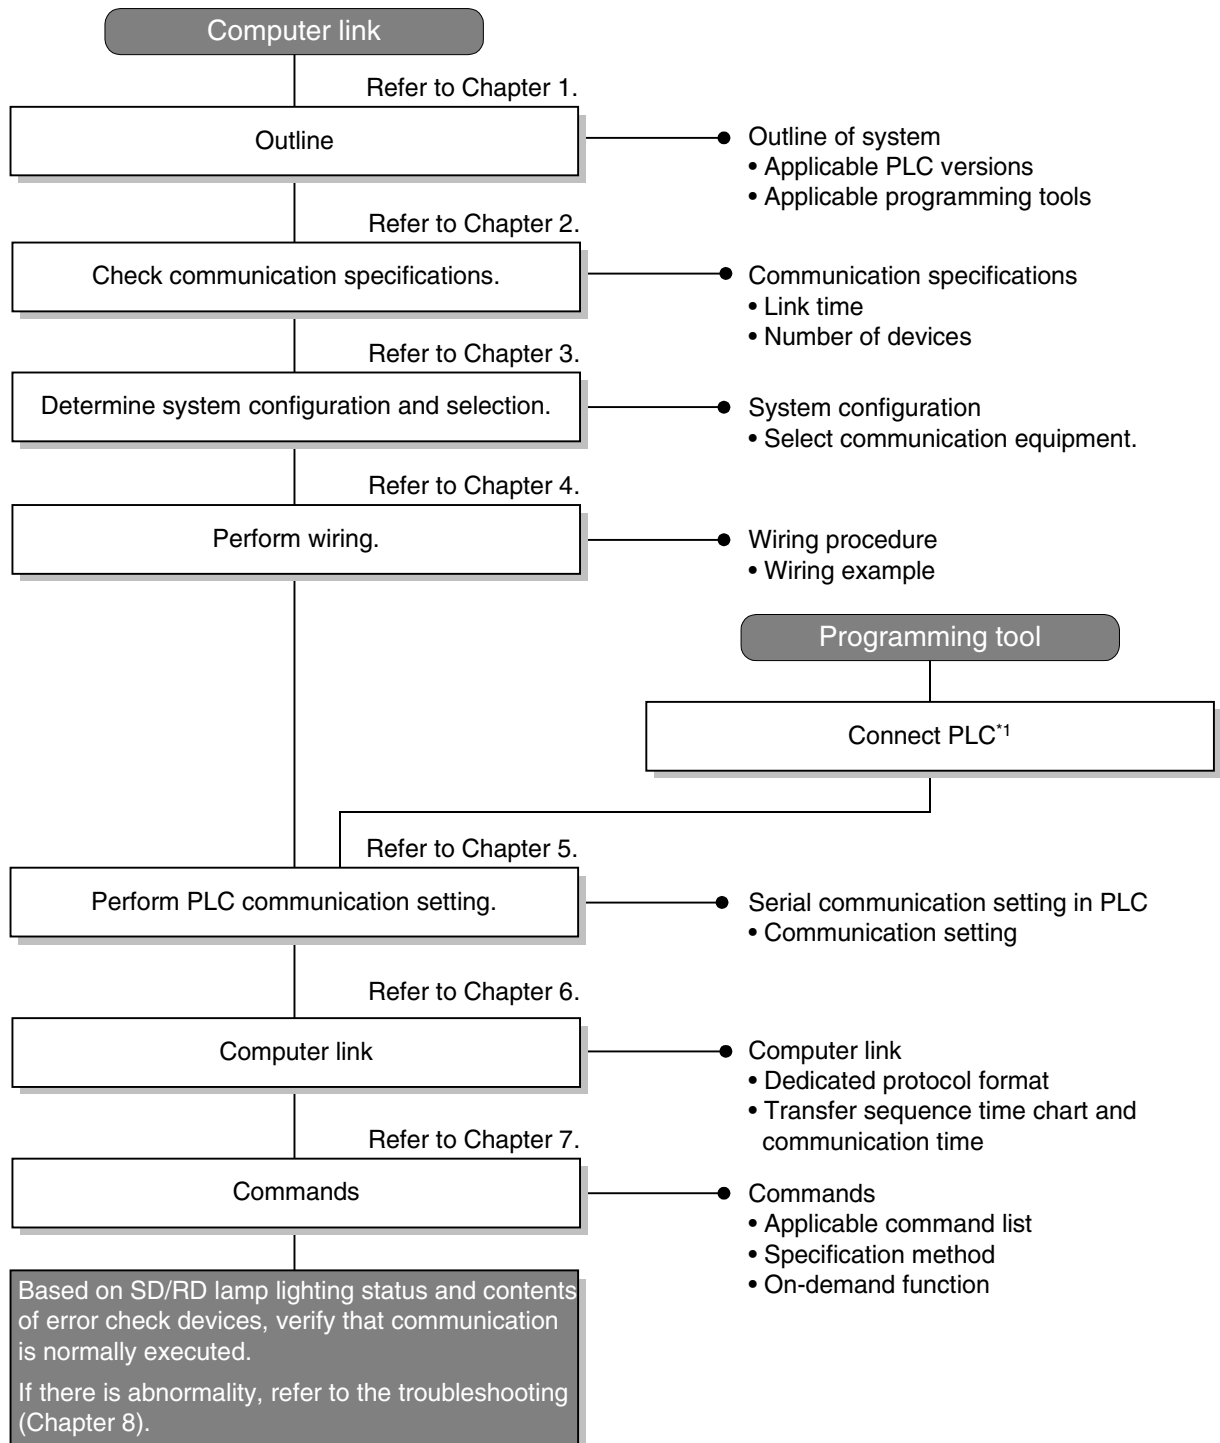 Computer link
Refer to Chapter 1.
Outline
Outline of system
• Applicable PLC versions
• Applicable programming tools
Refer to Chapter 2.
Check communication specifications.
Communication specifications
• Link time
• Number of devices
Refer to Chapter 3.
Determine system configuration and selection.
System configuration
• Select communication equipment.
Refer to Chapter 4.
Perform wiring.
Wiring procedure
• Wiring example
Programming tool
Connect PLC*1
Refer to Chapter 5.
Perform PLC communication setting.
Serial communication setting in PLC
• Communication setting
Refer to Chapter 6.
Computer link
Computer link
• Dedicated protocol format
• Transfer sequence time chart and
communication time
Refer to Chapter 7.
Commands
Commands
• Applicable command list
• Specification method
• On-demand function
Based on SD/RD lamp lighting status and contents
of error check devices, verify that communication
is normally executed.
If there is abnormality, refer to the troubleshooting
(Chapter 8).